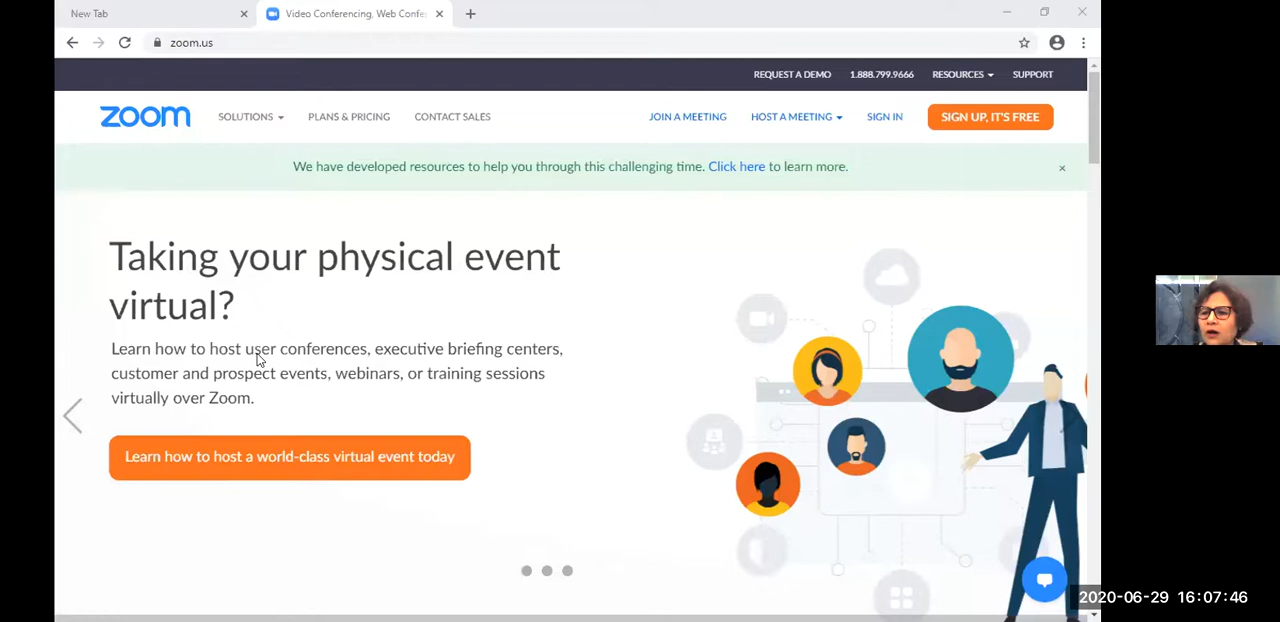 New Tab
Video Conferencing, Web Confe
zoom.us
REQUEST A DEMO 1.888.799.9666 RESOURCES SUPPORT
zoom SOLUTIONS PLANS & PRICING CONTACT SALES JOIN A MEETING HOST A MEETING SIGN IN SIGN UP, IT'S FREE
We have developed resources to help you through this challenging time. Click here to learn more.
Taking your physical event
virtual?
Learn how to host user conferences, executive briefing centers,
customer and prospect events, webinars, or training sessions
virtually over Zoom.
Learn how to host a world-class virtual event today
2020-06-29 16:07:46